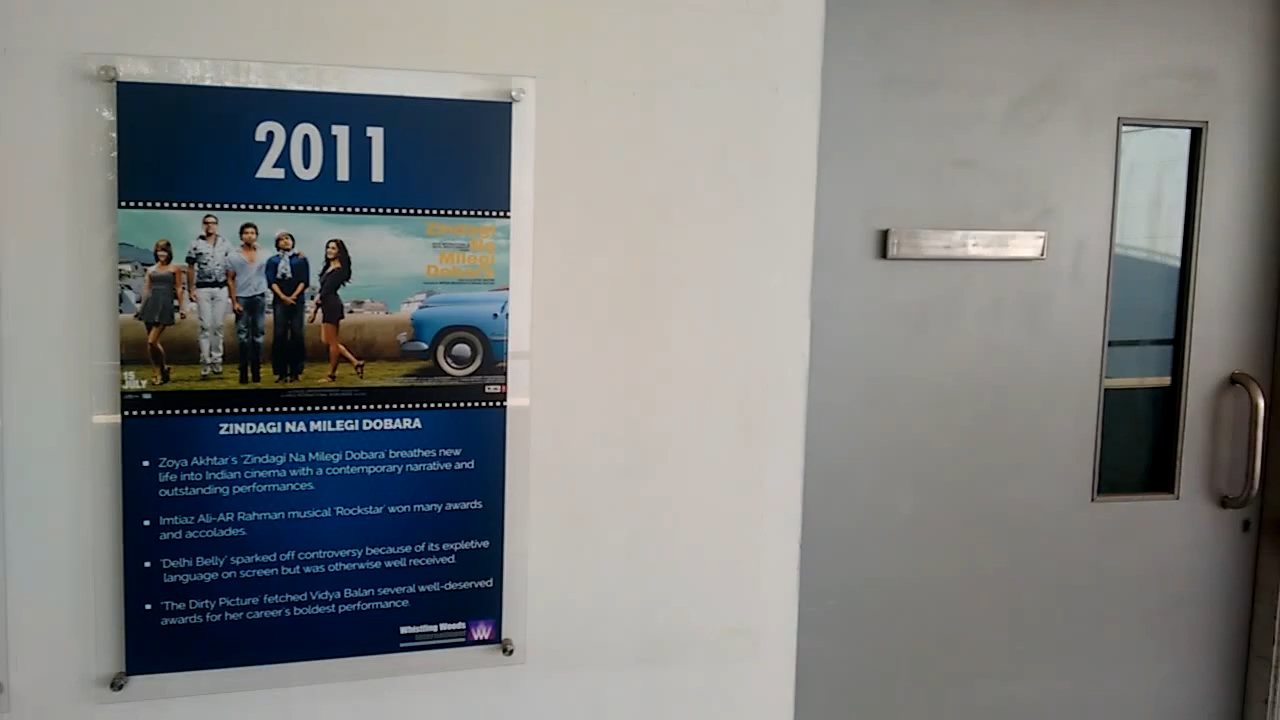 2011
Zindagi
Na
Milegi
Dobara
15
JULY
ZINDAGI NA MILEGI DOBARA
▪ Zoya Akhtar's 'Zindagi Na Milegi Dobara' breathes new
life into Indian cinema with a contemporary narrative and
outstanding performances.
▪ Imtiaz Ali-AR Rahman musical 'Rockstar' won many awards
and accolades.
▪ 'Delhi Belly' sparked off controversy because of its expletive
language on screen but was otherwise well received.
▪ 'The Dirty Picture' fetched Vidya Balan several well-deserved
awards for her career's boldest performance.
Whistling Woods
International